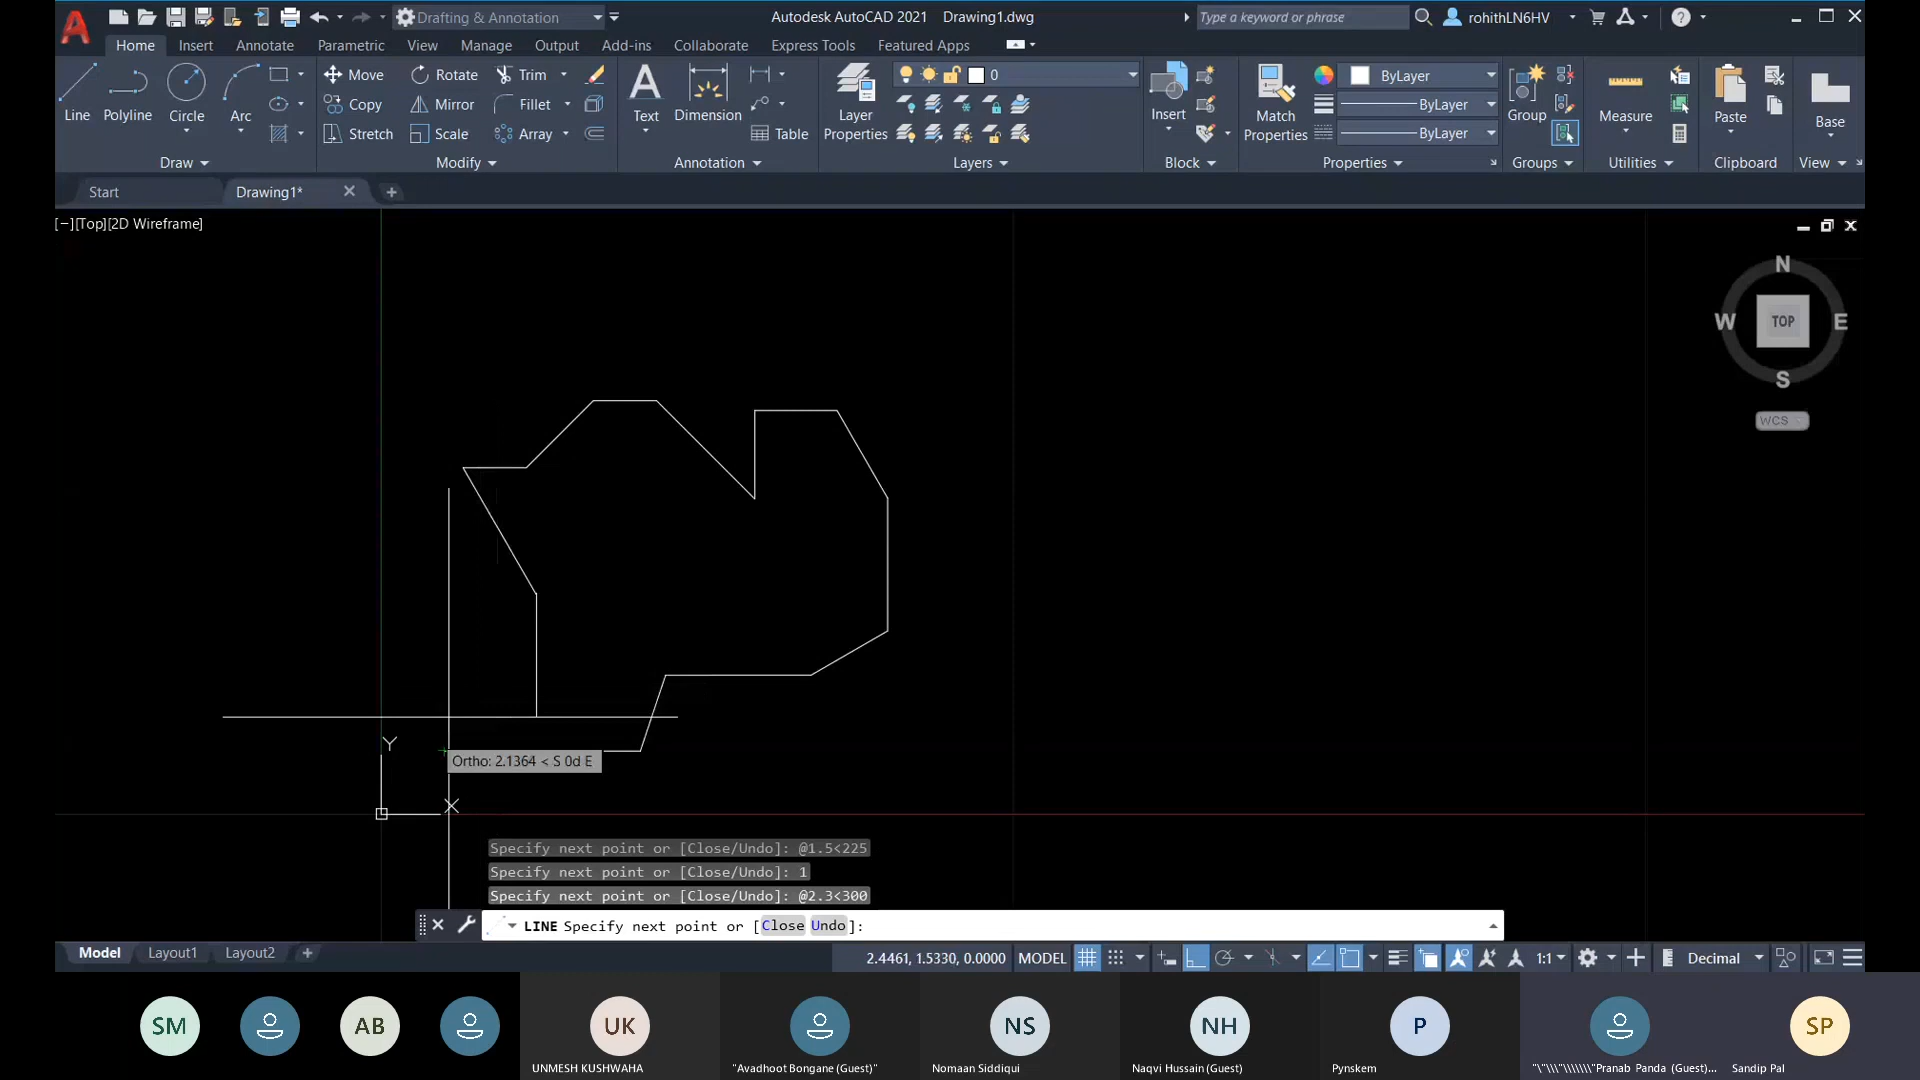 Drafting & Annotation
Autodesk AutoCAD 2021 Drawing1.dwg
Type a keyword or phrase
rohithLN6HV
Home Insert Annotate Parametric View Manage Output Add-ins Collaborate Express Tools Featured Apps
Line Polyline Circle Arc
Move Rotate Trim
Copy Mirror Fillet
Stretch Scale Array
Text Dimension Table
Layer Properties
0
Insert
Match Properties
ByLayer
ByLayer
ByLayer
Group
Measure
Paste
Base
Draw Modify Annotation Layers Block Properties Groups Utilities Clipboard View
Start Drawing1*
[−][Top][2D Wireframe]
N
W TOP E
S
WCS
Y
X
Ortho: 2.1364 < S 0d E
Specify next point or [Close/Undo]: @1.5<225
Specify next point or [Close/Undo]: 1
Specify next point or [Close/Undo]: @2.3<300
LINE Specify next point or [Close Undo]:
Model Layout1 Layout2
2.4461, 1.5330, 0.0000 MODEL 1:1 Decimal
SM AB UK NS NH P SP
UNMESH KUSHWAHA "Avadhoot Bongane (Guest)" Nomaan Siddiqui Naqvi Hussain (Guest) Pynskem "\"\\\"\\\\\\\"Pranab Panda (Guest)... Sandip Pal